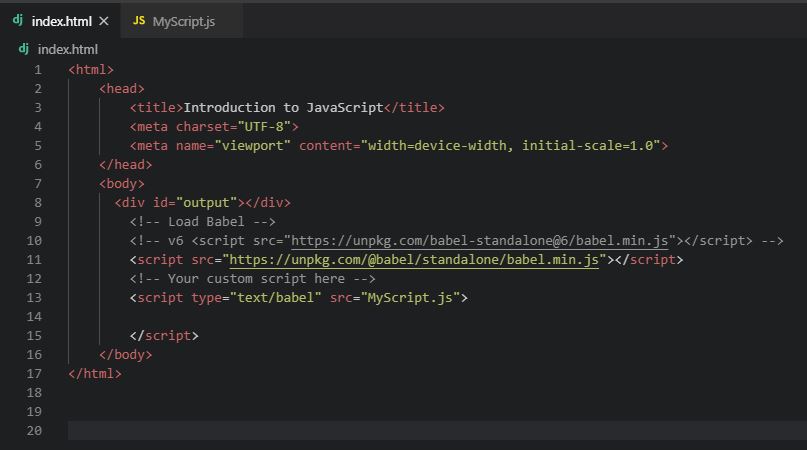 dj index.html × JS MyScript.js
dj index.html
1 <html>
2 <head>
3 <title>Introduction to JavaScript</title>
4 <meta charset="UTF-8">
5 <meta name="viewport" content="width=device-width, initial-scale=1.0">
6 </head>
7 <body>
8 <div id="output"></div>
9 <!-- Load Babel -->
10 <!-- v6 <script src="https://unpkg.com/babel-standalone@6/babel.min.js"></script> -->
11 <script src="https://unpkg.com/@babel/standalone/babel.min.js"></script>
12 <!-- Your custom script here -->
13 <script type="text/babel" src="MyScript.js">
14
15 </script>
16 </body>
17 </html>
18
19
20